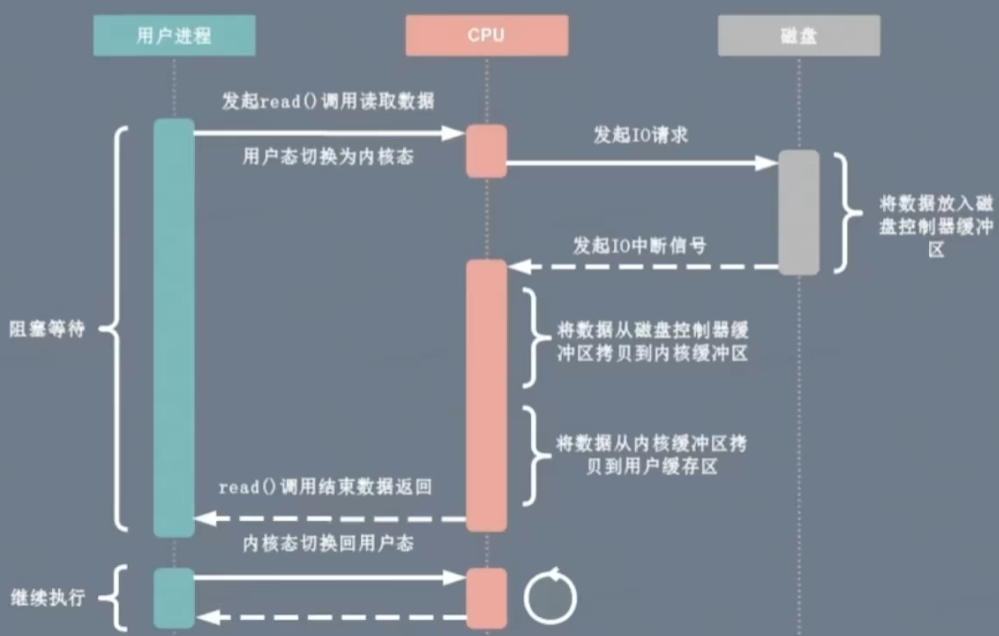 用户进程
CPU
磁盘
发起read()调用读取数据
用户态切换为内核态
发起IO请求
将数据放入磁
盘控制器缓冲
区
发起IO中断信号
阻塞等待
将数据从磁盘控制器缓
冲区拷贝到内核缓冲区
将数据从内核缓冲区拷
贝到用户缓存区
read()调用结束数据返回
内核态切换回用户态
继续执行